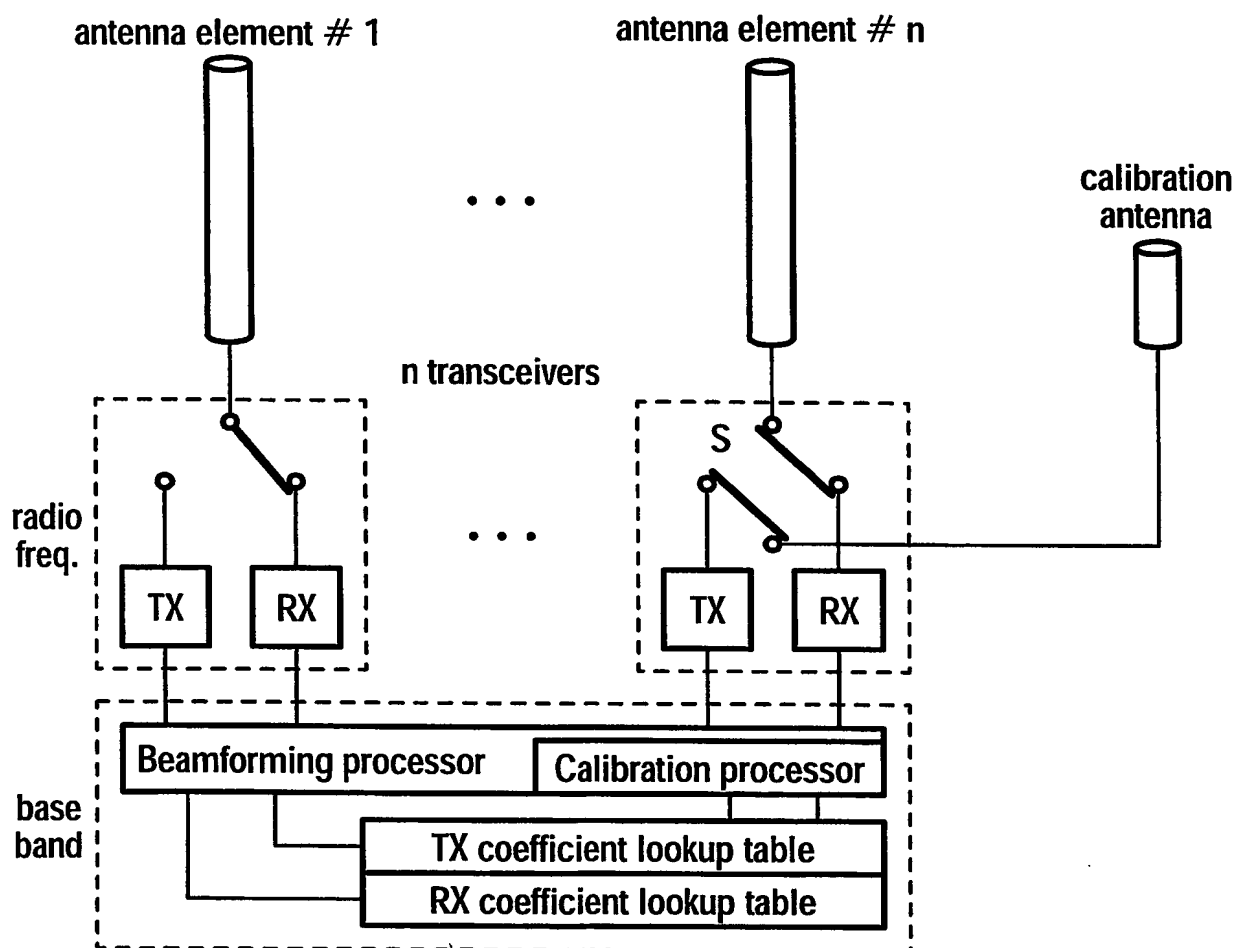 antenna element # 1
antenna element # n
calibration
antenna
n transceivers
S
radio
freq.
TX
RX
TX
RX
Beamforming processor
Calibration processor
base
band
TX coefficient lookup table
RX coefficient lookup table